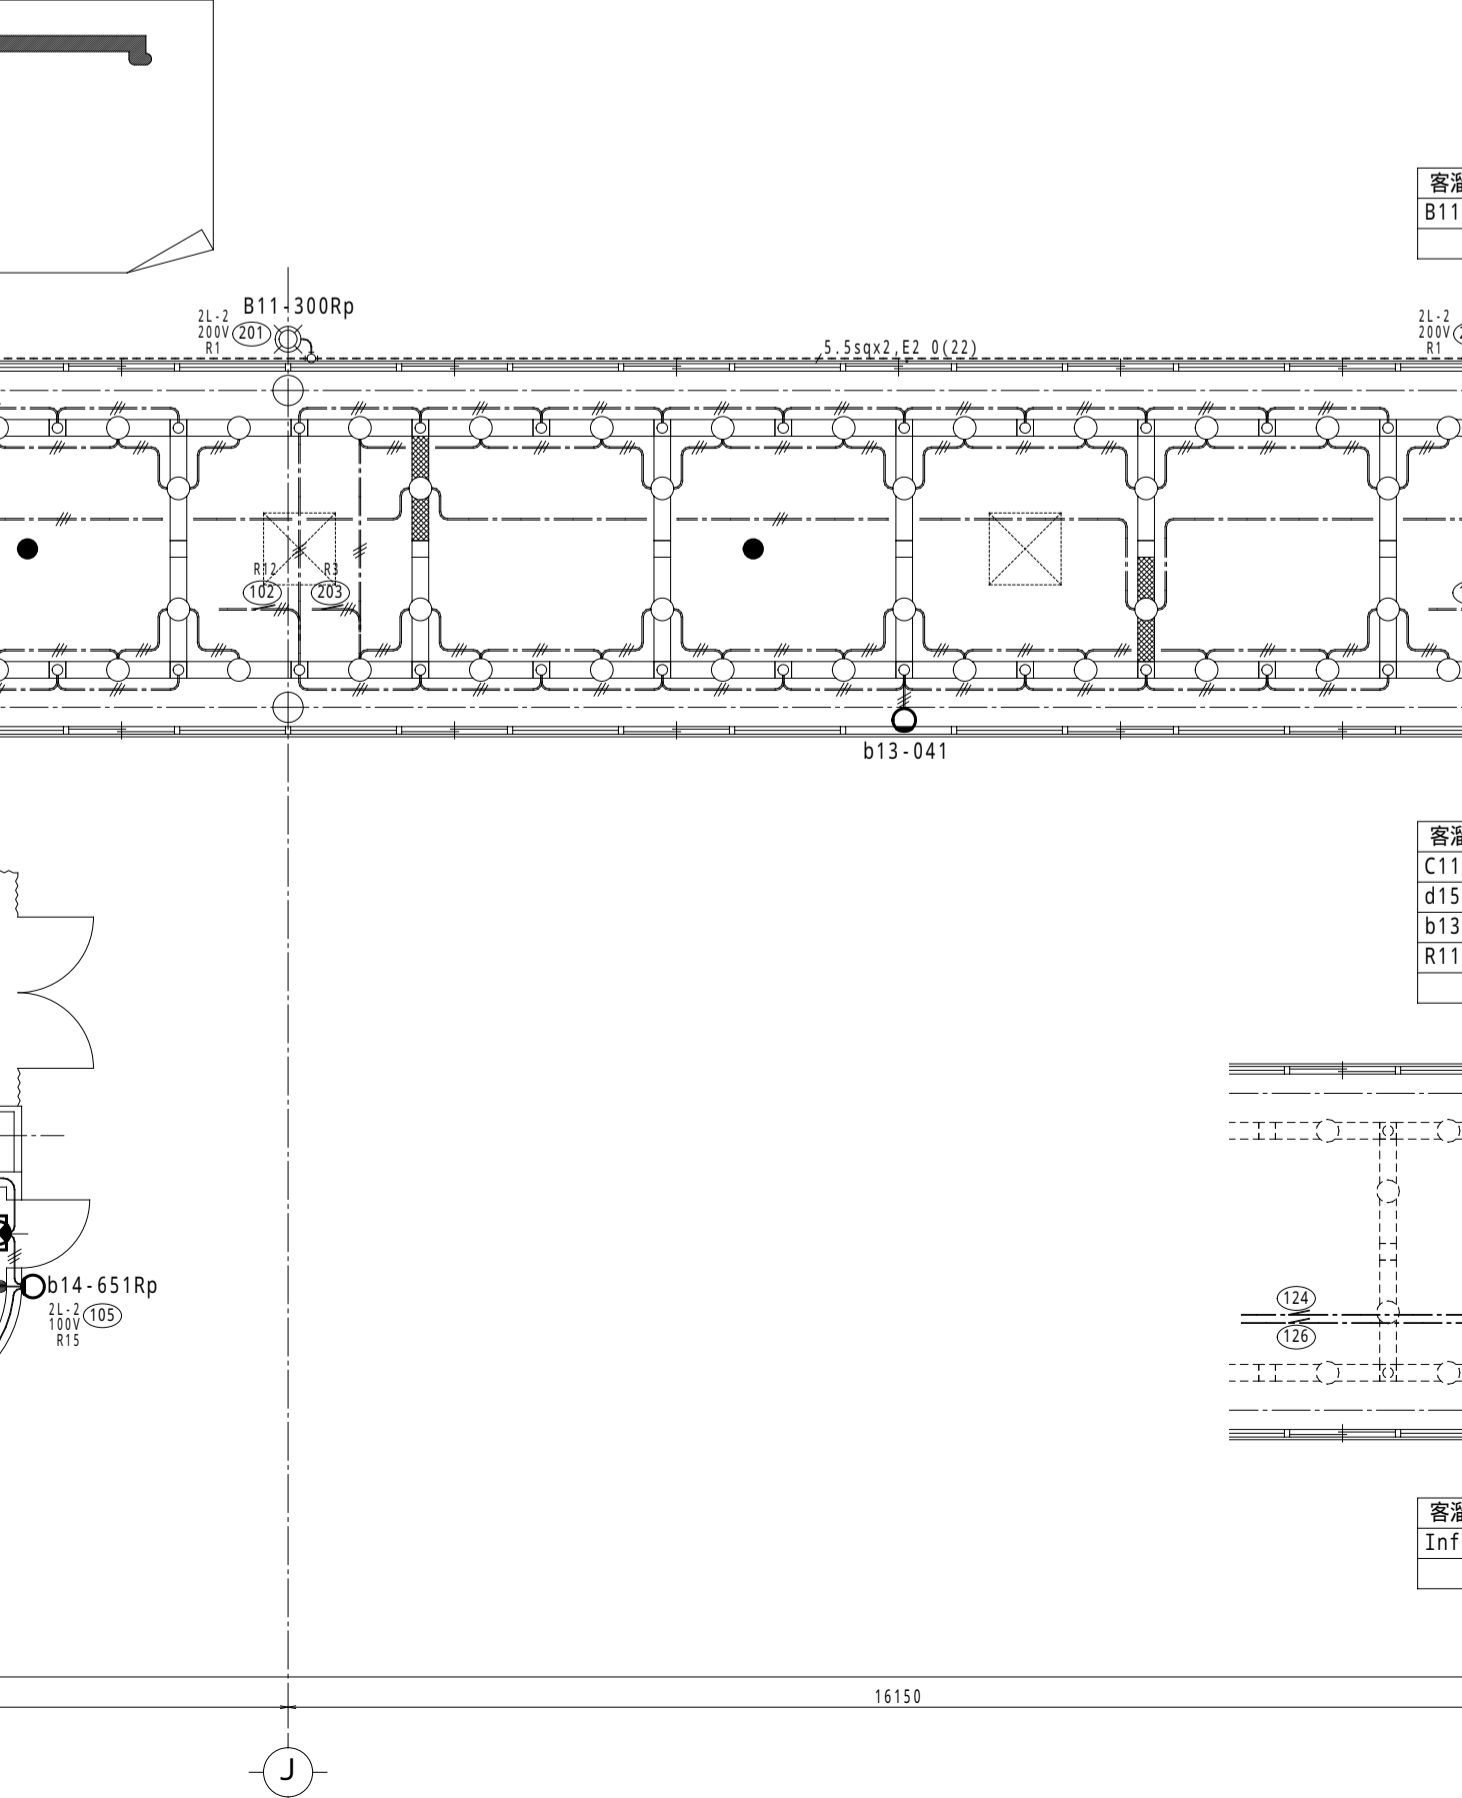 客溜
B11
B11-300Rp
2L-2
200V
R1
201
5.5sqx2,E2 0(22)
2L-2
200V
R1
R12
102
R3
203
b13-041
客溜
C11
d15
b13
R11
b14-651Rp
2L-2
100V
R15
105
124
126
客溜
Inf
16150
J